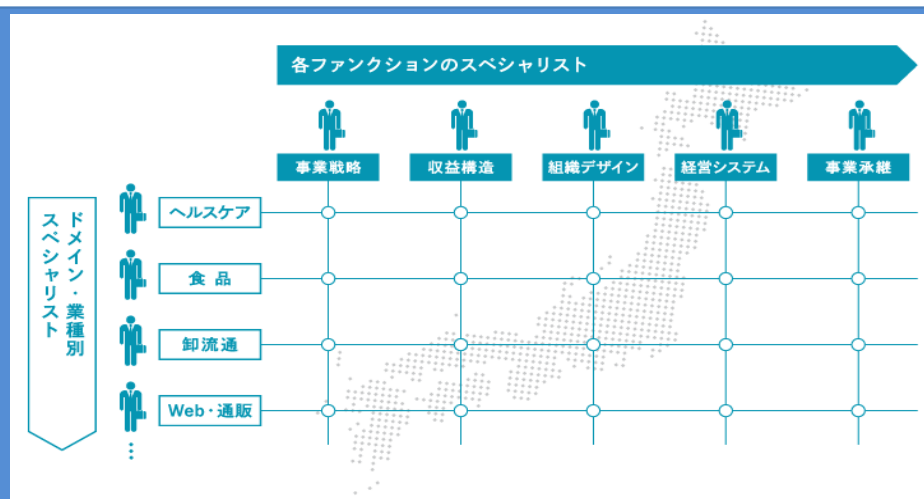 各ファンクションのスペシャリスト
事業戦略
収益構造
組織デザイン
経営システム
事業承継
ドメイン・業種別
スペシャリスト
ヘルスケア
食品
卸流通
Web・通販